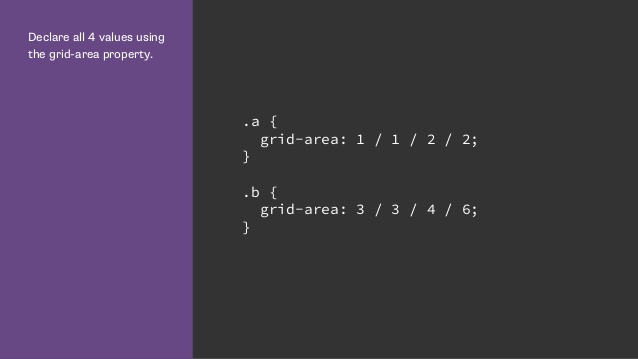 Declare all 4 values using
the grid-area property.
.a {
  grid-area: 1 / 1 / 2 / 2;
}
.b {
  grid-area: 3 / 3 / 4 / 6;
}